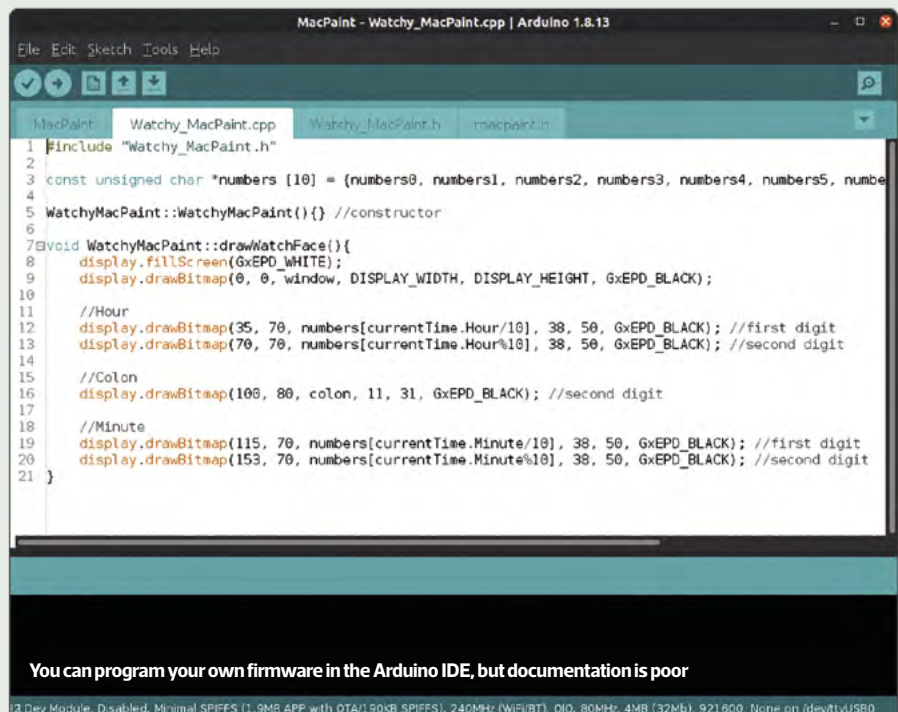 MacPaint - Watchy_MacPaint.cpp | Arduino 1.8.13
File Edit Sketch Tools Help
MacPaint Watchy_MacPaint.cpp Watchy_MacPaint.h macpaint.h
1 #include "Watchy_MacPaint.h"
2
3 const unsigned char *numbers [10] = {numbers0, numbers1, numbers2, numbers3, numbers4, numbers5, numbe
4
5 WatchyMacPaint::WatchyMacPaint(){} //constructor
6
7 void WatchyMacPaint::drawWatchFace(){
8 display.fillScreen(GxEPD_WHITE);
9 display.drawBitmap(0, 0, window, DISPLAY_WIDTH, DISPLAY_HEIGHT, GxEPD_BLACK);
10
11 //Hour
12 display.drawBitmap(35, 70, numbers[currentTime.Hour/10], 38, 50, GxEPD_BLACK); //first digit
13 display.drawBitmap(70, 70, numbers[currentTime.Hour%10], 38, 50, GxEPD_BLACK); //second digit
14
15 //Colon
16 display.drawBitmap(100, 80, colon, 11, 31, GxEPD_BLACK); //second digit
17
18 //Minute
19 display.drawBitmap(115, 70, numbers[currentTime.Minute/10], 38, 50, GxEPD_BLACK); //first digit
20 display.drawBitmap(153, 70, numbers[currentTime.Minute%10], 38, 50, GxEPD_BLACK); //second digit
21 }
You can program your own firmware in the Arduino IDE, but documentation is poor
Dev Module, Disabled, Minimal SPIFFS (1.9MB APP with OTA/190KB SPIFFS), 240MHz (WiFi/BT), QIO, 80MHz, 4MB (32Mb), 921600, None on /dev/ttyUSB0